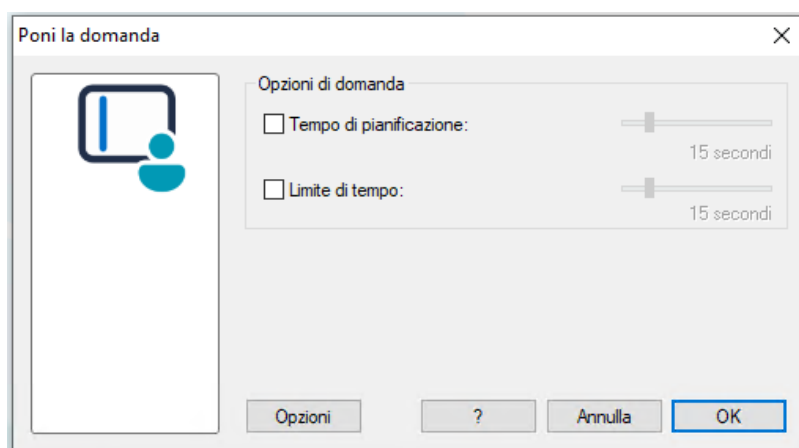 Poni la domanda
Opzioni di domanda
Tempo di pianificazione:
15 secondi
Limite di tempo:
15 secondi
Opzioni
?
Annulla
OK